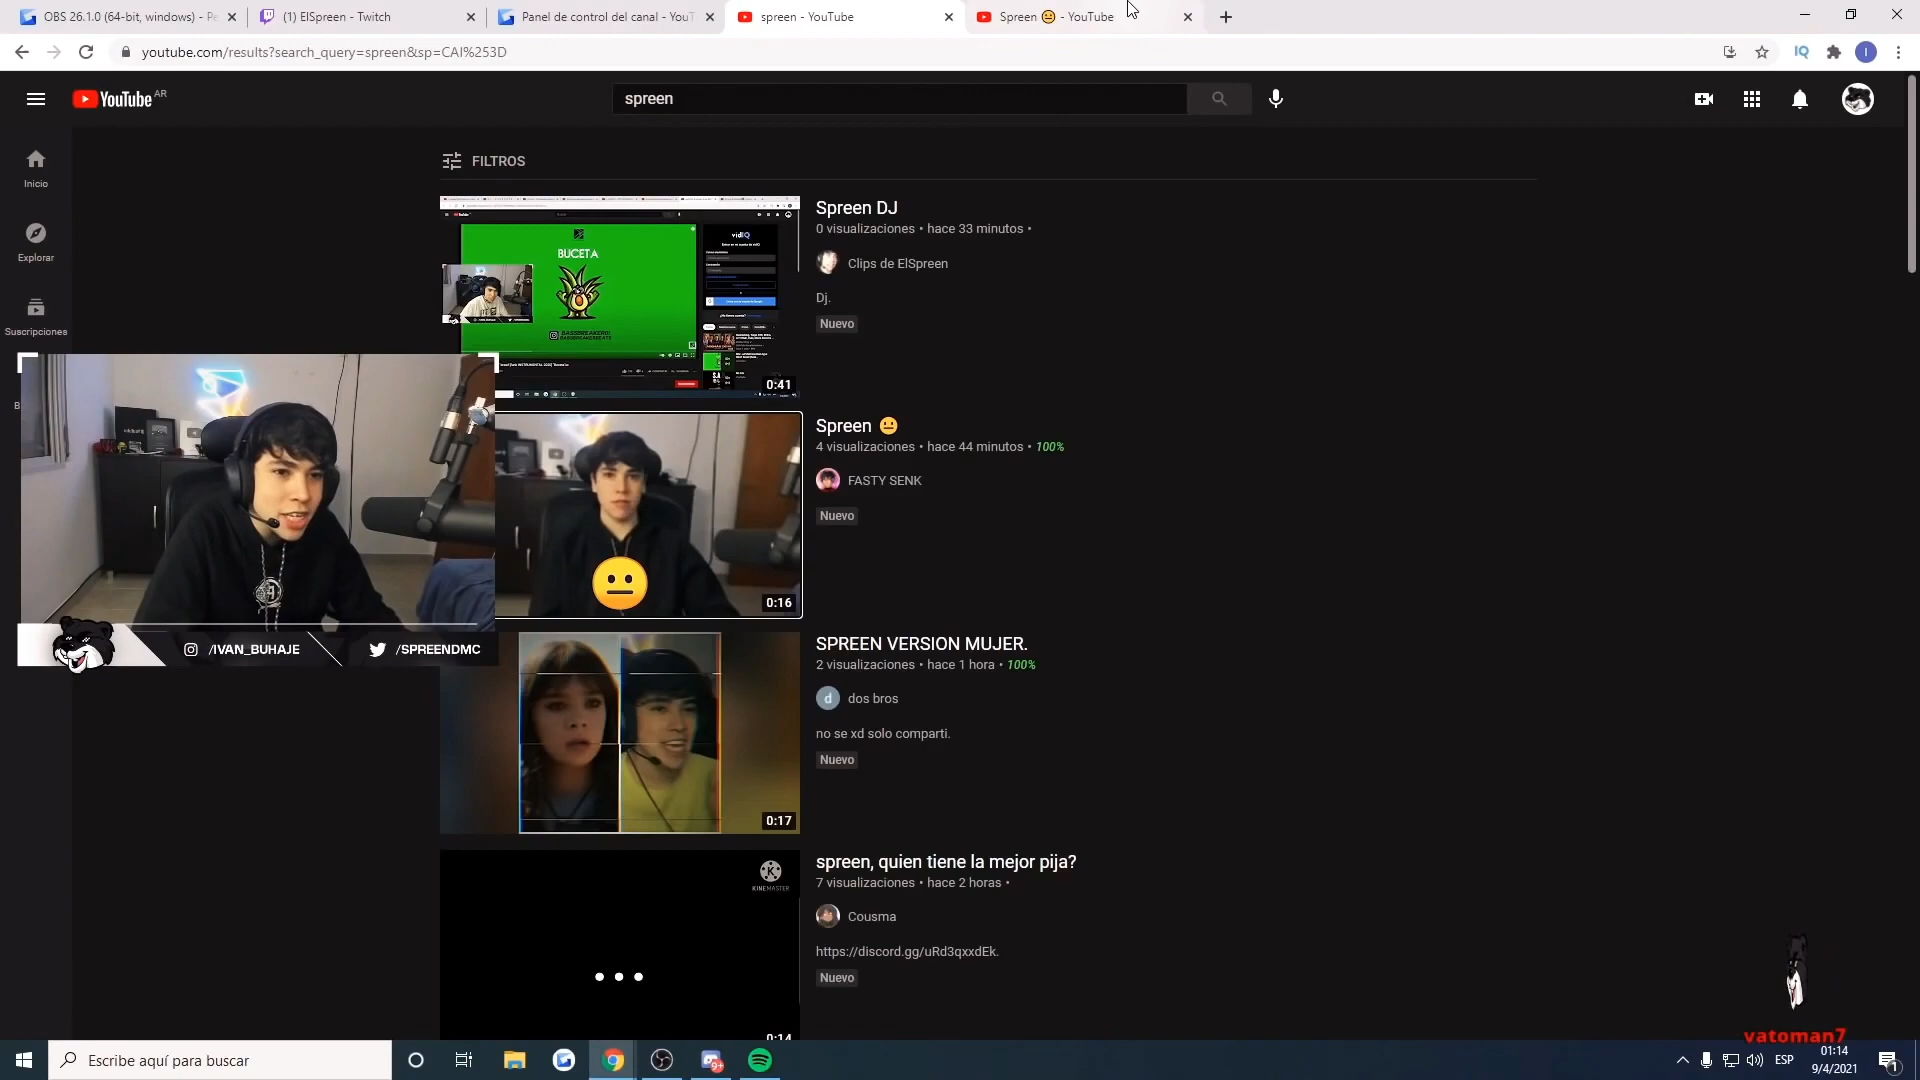 OBS 26.1.0 (64-bit, windows) - Pe
(1) ElSpreen - Twitch
Panel de control del canal - YouT
spreen - YouTube
Spreen 😐 - YouTube
youtube.com/results?search_query=spreen&sp=CAI%253D
YouTube AR
spreen
FILTROS
Inicio
Explorar
Suscripciones
BUCETA
vidIQ
0:41
Spreen DJ
0 visualizaciones • hace 33 minutos •
Clips de ElSpreen
Dj.
Nuevo
0:16
Spreen 😐
4 visualizaciones • hace 44 minutos • 100%
FASTY SENK
Nuevo
/IVAN_BUHAJE
/SPREENDMC
0:17
SPREEN VERSION MUJER.
2 visualizaciones • hace 1 hora • 100%
d dos bros
no se xd solo comparti.
Nuevo
KINEMASTER
0:14
spreen, quien tiene la mejor pija?
7 visualizaciones • hace 2 horas •
Cousma
https://discord.gg/uRd3qxxdEk.
Nuevo
vatoman7
Escribe aquí para buscar
9+
ESP
01:14
9/4/2021
1